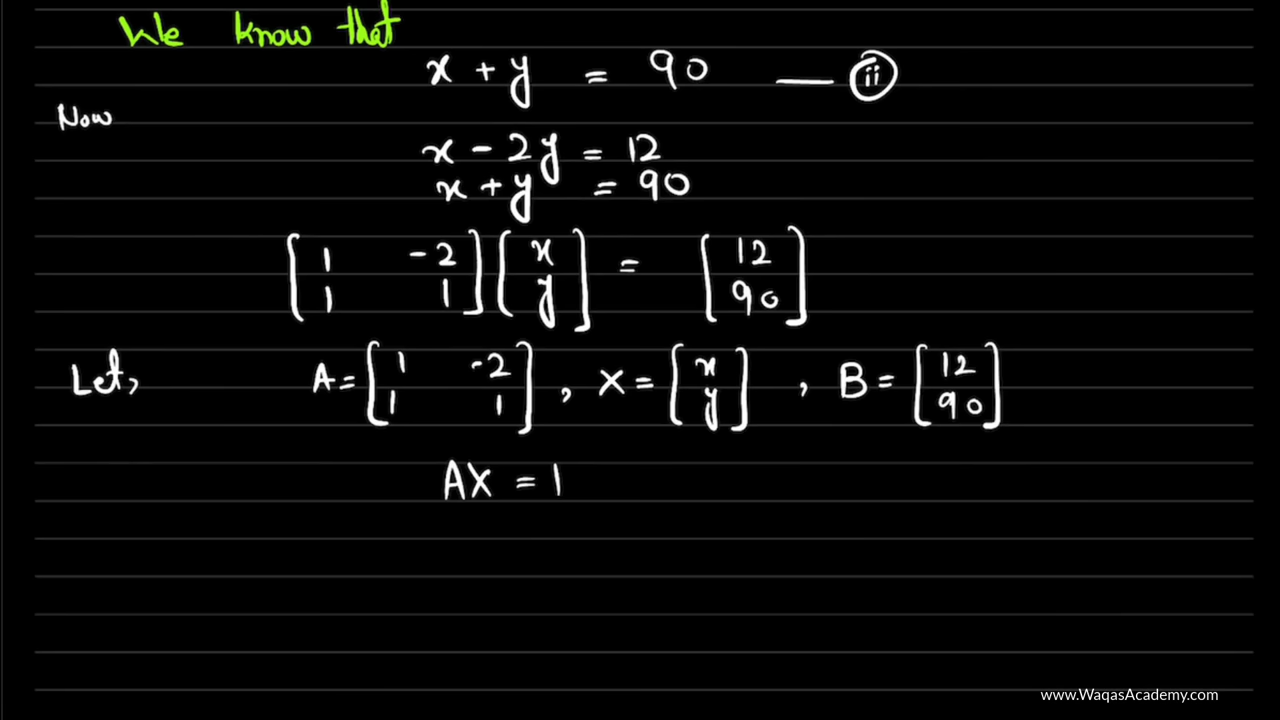 We know that
x + y = 90 — (ii)
Now
x - 2y = 12
x + y = 90
[1 -2] [x] = [12]
[1 1] [y] [90]
Let, A = [1 -2], X = [x], B = [12]
[1 1] [y] [90]
AX = 1
www.WaqasAcademy.com